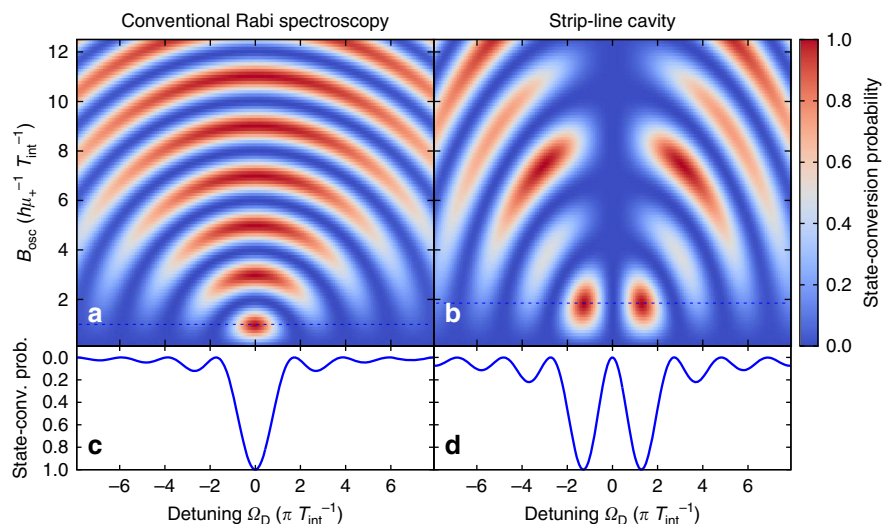 Conventional Rabi spectroscopy
Strip-line cavity
12
10
8
6
4
2
B_osc (ℏμ₊⁻¹ T_int⁻¹)
a
b
1.0
0.8
0.6
0.4
0.2
0.0
State-conversion probability
0.0
0.2
0.4
0.6
0.8
1.0
State-conv. prob.
c
d
−6 −4 −2 0 2 4 6
−6 −4 −2 0 2 4 6
Detuning Ω_D (π T_int⁻¹)
Detuning Ω_D (π T_int⁻¹)